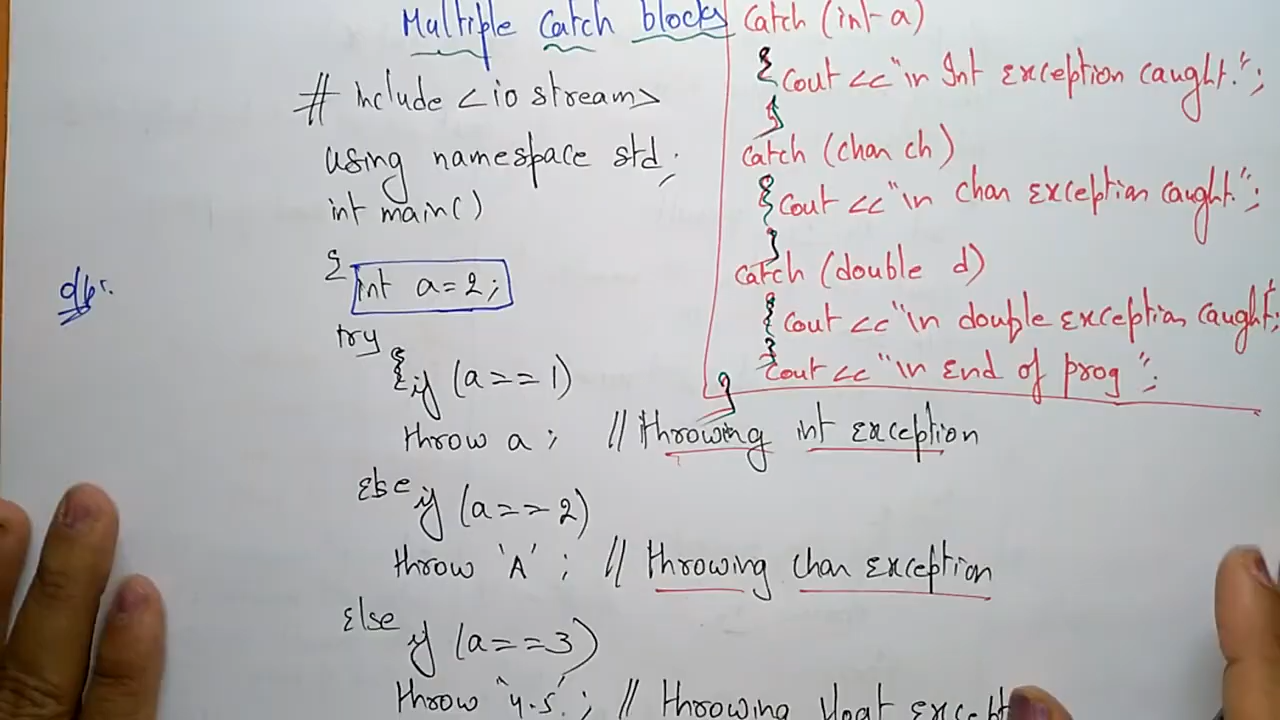 Multiple Catch blocks
# include <iostream>
using namespace std;
int main()
{
int a=2;
try
{ if (a==1)
throw a; // throwing int exception
Else if (a==2)
throw 'A'; // throwing char exception
Else if (a==3)
throw '4.5'; // throwing float except
catch (int a)
{ cout << "\n Int exception caught.";
}
catch (char ch)
{ cout << "\n char exception caught.";
}
catch (double d)
{ cout << "\n double exception caught";
}
cout << "\n End of prog";
}